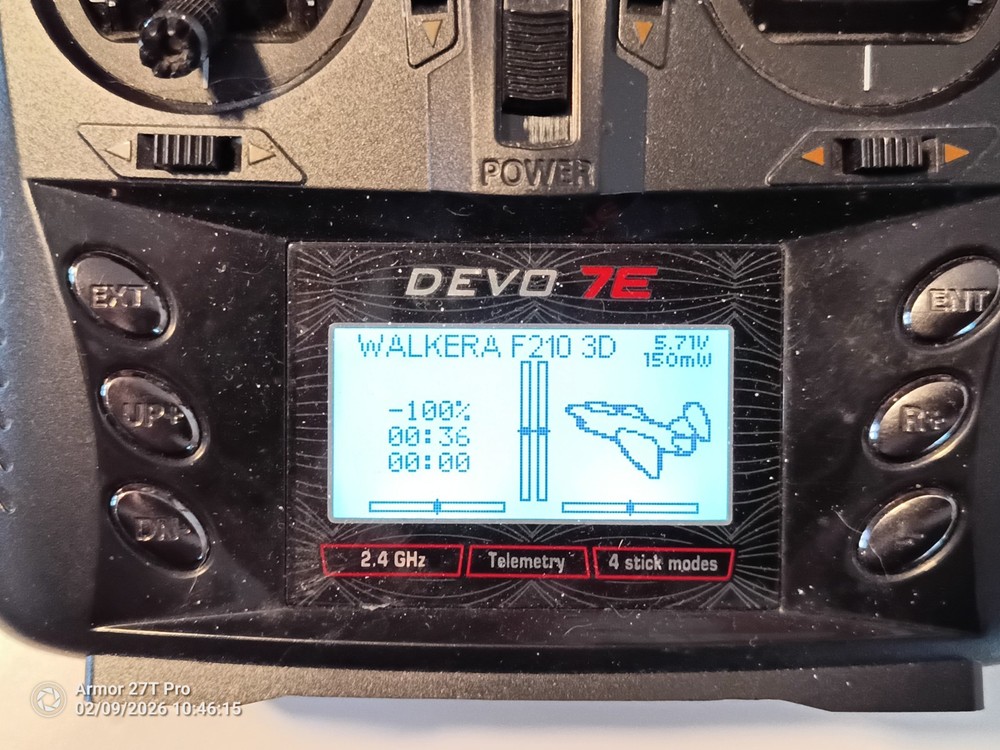 POWER
DEVO 7E
EXT
ENT
WALKERA F210 3D
5.71V
150mW
-100%
UP+
R+
00:36
00:00
DN-
2.4 GHz
Telemetry
4 stick modes
Armor 27T Pro
02/09/2026 10:46:15